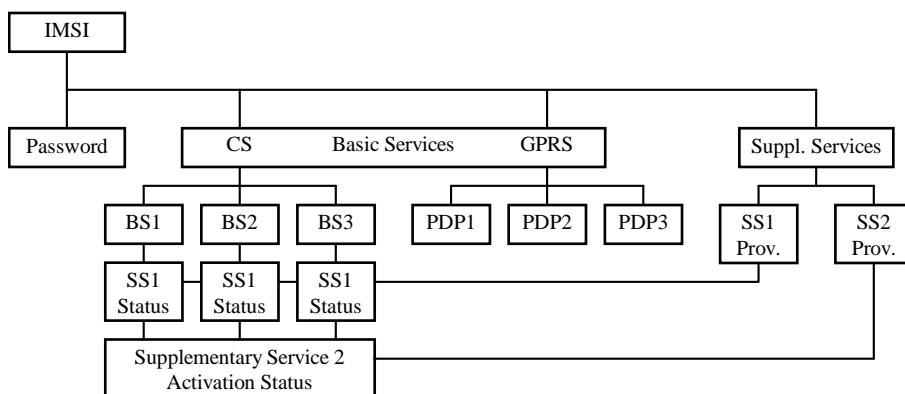 IMSI
Password
CS Basic Services GPRS
Suppl. Services
BS1
BS2
BS3
PDP1
PDP2
PDP3
SS1
Prov.
SS2
Prov.
SS1
Status
SS1
Status
SS1
Status
Supplementary Service 2
Activation Status